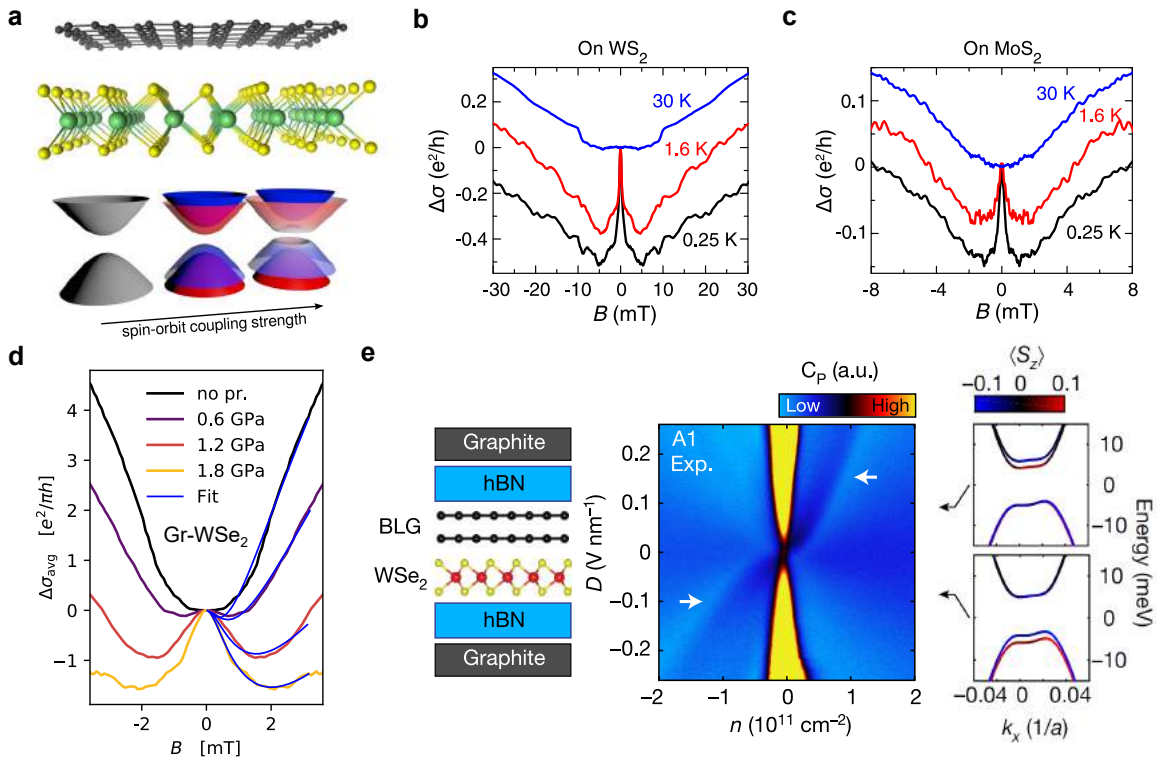 a
spin-orbit coupling strength
b
On WS2
Δσ (e²/h)
0.2
0
-0.2
-0.4
30 K
1.6 K
0.25 K
-30 -20 -10 0 10 20 30
B (mT)
c
On MoS2
Δσ (e²/h)
0.1
0
-0.1
30 K
1.6 K
0.25 K
-8 -4 0 4 8
B (mT)
d
Δσavg [e²/πh]
4
3
2
1
0
−1
no pr.
0.6 GPa
1.2 GPa
1.8 GPa
Fit
Gr-WSe2
-2 0 2
B [mT]
e
Graphite
hBN
BLG
WSe2
hBN
Graphite
CP (a.u.)
Low High
A1
Exp.
D (V nm⁻¹)
0.2
0.1
0
−0.1
−0.2
−2 −1 0 1 2
n (10¹¹ cm⁻²)
⟨Sz⟩
−0.1 0 0.1
10
0
−10
10
0
−10
Energy (meV)
−0.04 0 0.04
kx (1/a)